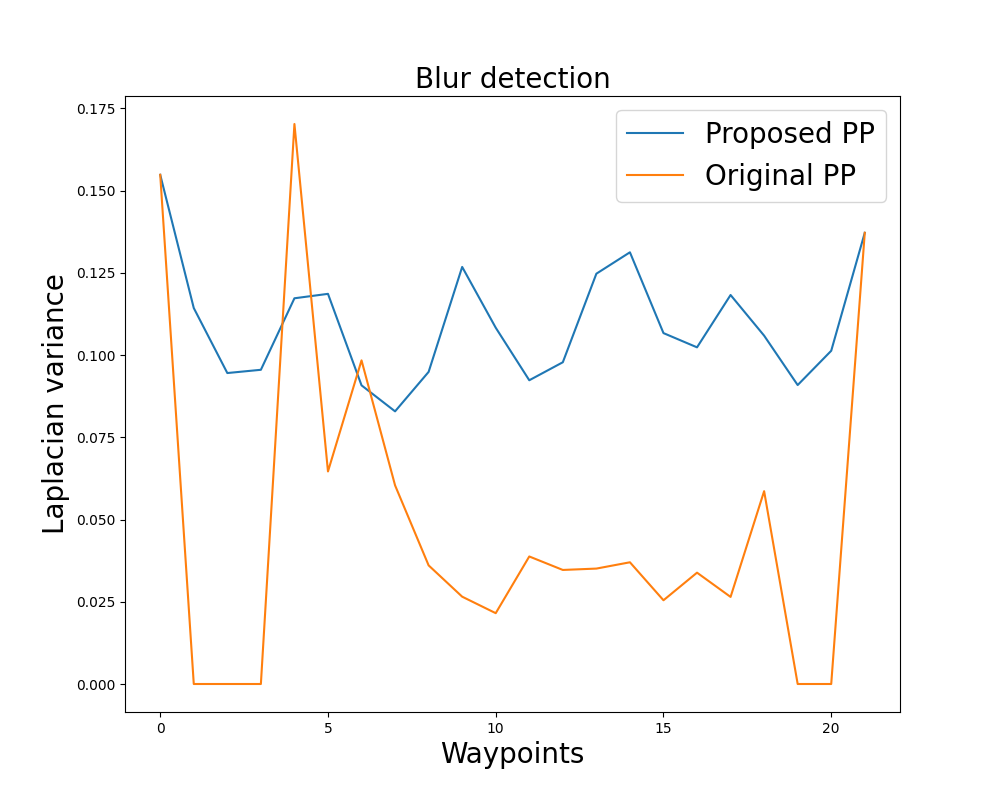 Blur detection
Proposed PP
Original PP
Laplacian variance
0.175
0.150
0.125
0.100
0.075
0.050
0.025
0.000
0 5 10 15 20
Waypoints